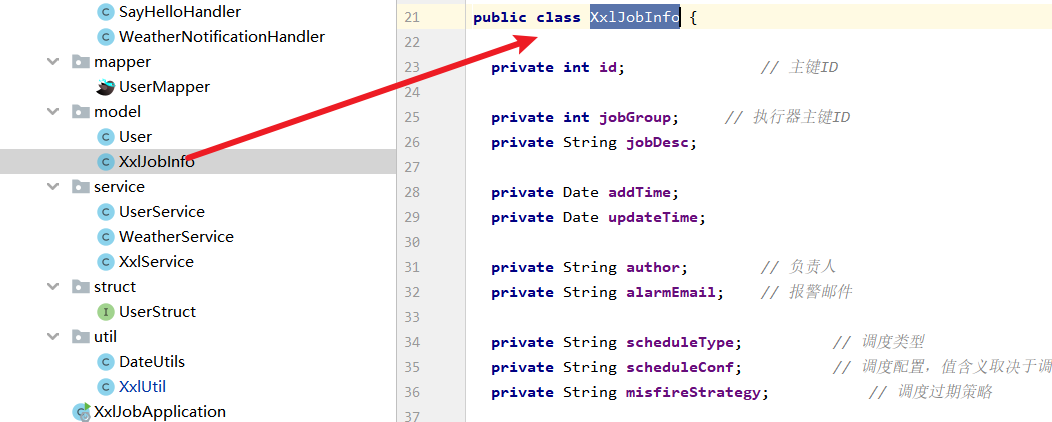 SayHelloHandler
WeatherNotificationHandler
mapper
UserMapper
model
User
XxlJobInfo
service
UserService
WeatherService
XxlService
struct
UserStruct
util
DateUtils
XxlUtil
XxlJobApplication
21 public class XxlJobInfo {
22
23 private int id; // 主键ID
24
25 private int jobGroup; // 执行器主键ID
26 private String jobDesc;
27
28 private Date addTime;
29 private Date updateTime;
30
31 private String author; // 负责人
32 private String alarmEmail; // 报警邮件
33
34 private String scheduleType; // 调度类型
35 private String scheduleConf; // 调度配置，值含义取决于调
36 private String misfireStrategy; // 调度过期策略
37